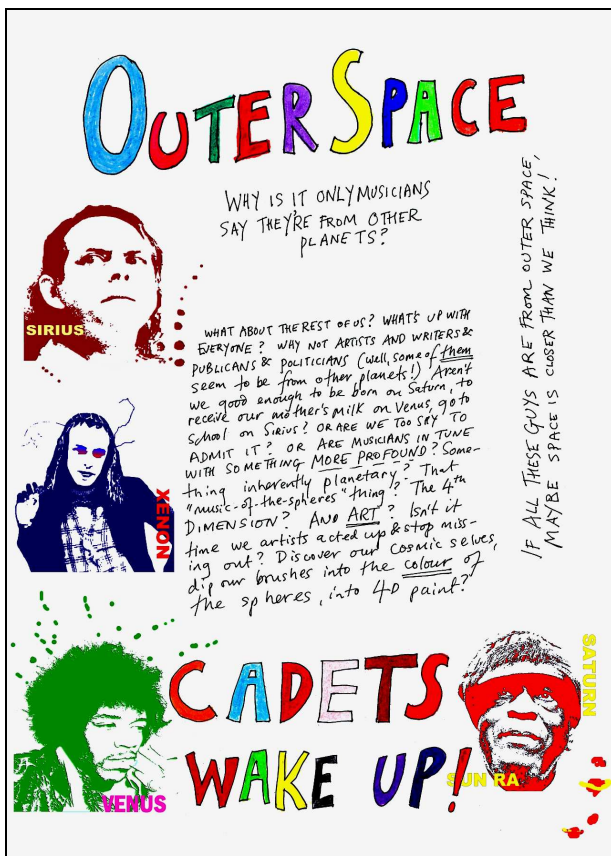 OUTER SPACE
WHY IS IT ONLY MUSICIANS
SAY THEY'RE FROM OTHER
PLANETS?
IF ALL THESE GUYS ARE FROM OUTER SPACE,
MAYBE SPACE IS CLOSER THAN WE THINK!
SIRIUS
WHAT ABOUT THE REST OF US? WHAT'S UP WITH
EVERYONE? WHY NOT ARTISTS AND WRITERS &
PUBLICANS & POLITICIANS (Well, some of them
seem to be from other planets!) Aren't
we good enough to be born on Saturn, to
receive our mother's milk on Venus, go to
school on Sirius? OR ARE WE TOO SHY TO
ADMIT IT? OR ARE MUSICIANS IN TUNE
WITH SOMETHING MORE PROFOUND? Some-
thing inherently planetary? That
"music-of-the-spheres" thing? The 4th
DIMENSION? AND ART? Isn't it
time we artists acted up & stop miss-
ing out? Discover our cosmic selves,
dip our brushes into the colour of
the spheres, into 4D paint?
XENON
CADETS
WAKE UP!
VENUS
SATURN
SUN RA